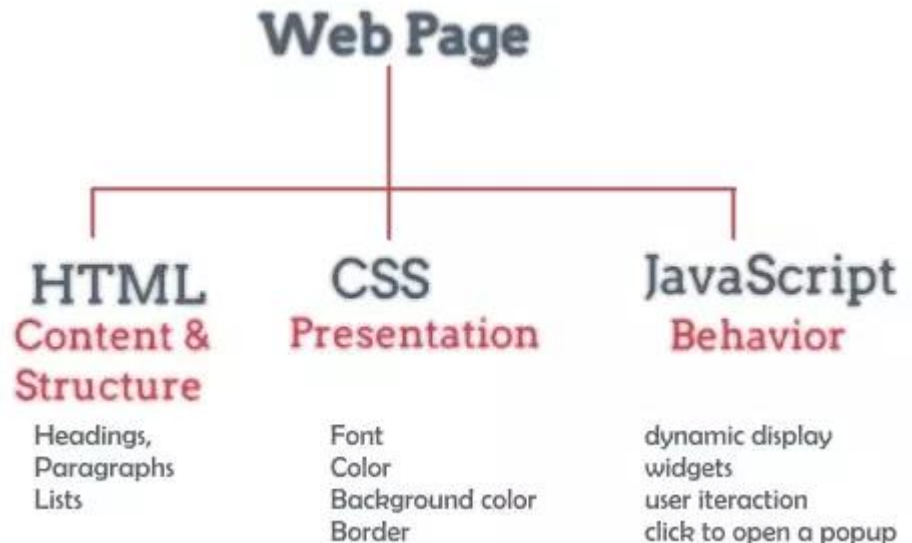 Web Page
HTML
Content &
Structure
Headings,
Paragraphs
Lists
CSS
Presentation
Font
Color
Background color
Border
JavaScript
Behavior
dynamic display
widgets
user iteraction
click to open a popup